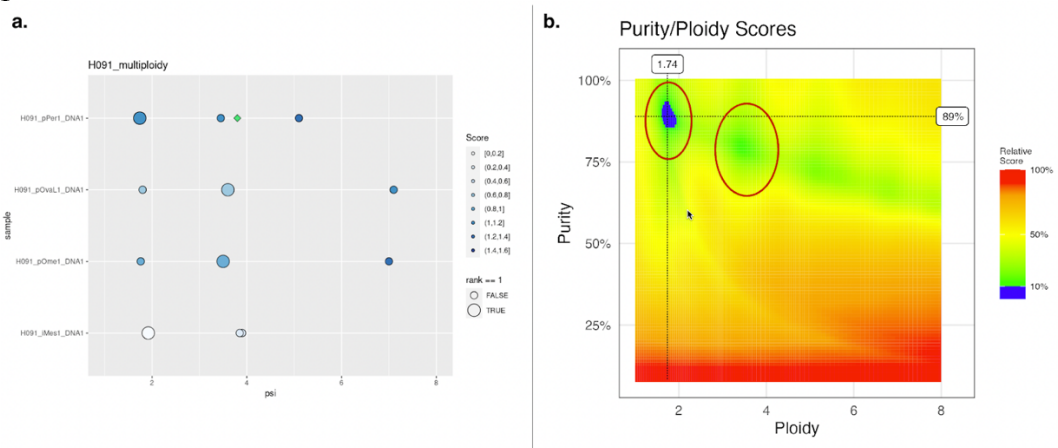 a.
H091_multiploidy
H091_pPer1_DNA1
H091_pOvaL1_DNA1
H091_pOme1_DNA1
H091_iMes1_DNA1
sample
2 4 6 8
psi
Score
[0,0.2]
(0.2,0.4]
(0.4,0.6]
(0.6,0.8]
(0.8,1]
(1,1.2]
(1.2,1.4]
(1.4,1.6]
rank == 1
FALSE
TRUE
b.
Purity/Ploidy Scores
1.74
100%
89%
75%
50%
25%
Purity
2 4 6 8
Ploidy
Relative
Score
100%
50%
10%